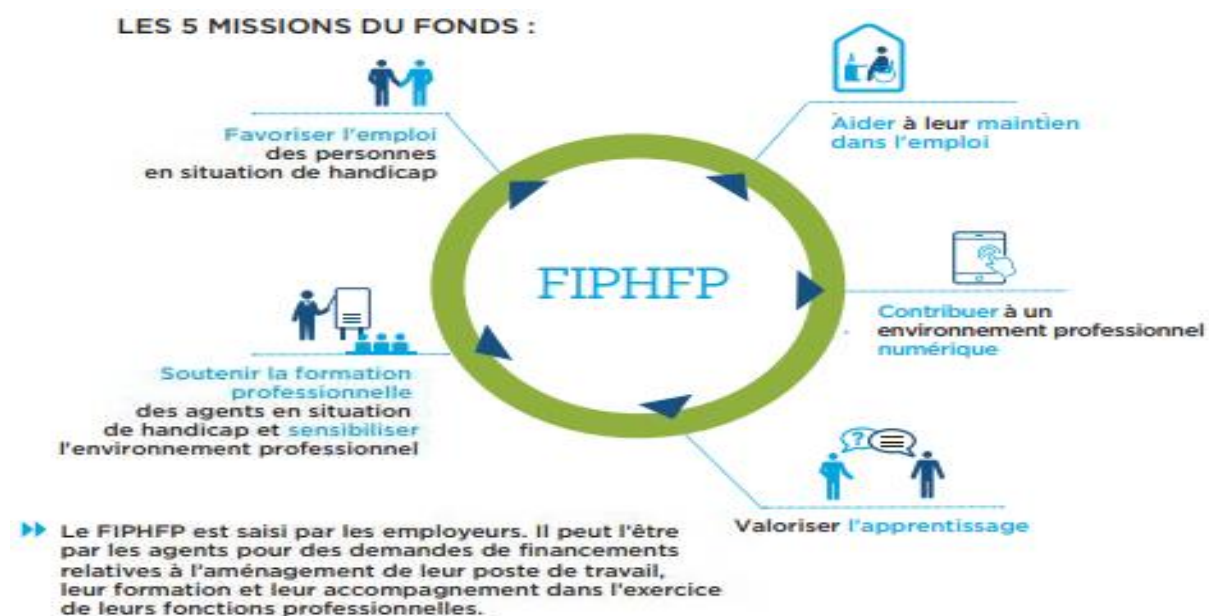 LES 5 MISSIONS DU FONDS :
Favoriser l'emploi
des personnes
en situation de handicap
Aider à leur maintien
dans l'emploi
FIPHFP
Contribuer à un
environnement professionnel
numérique
Soutenir la formation
professionnelle
des agents en situation
de handicap et sensibiliser
l'environnement professionnel
?
Valoriser l'apprentissage
Le FIPHFP est saisi par les employeurs. Il peut l'être
par les agents pour des demandes de financements
relatives à l'aménagement de leur poste de travail,
leur formation et leur accompagnement dans l'exercice
de leurs fonctions professionnelles.